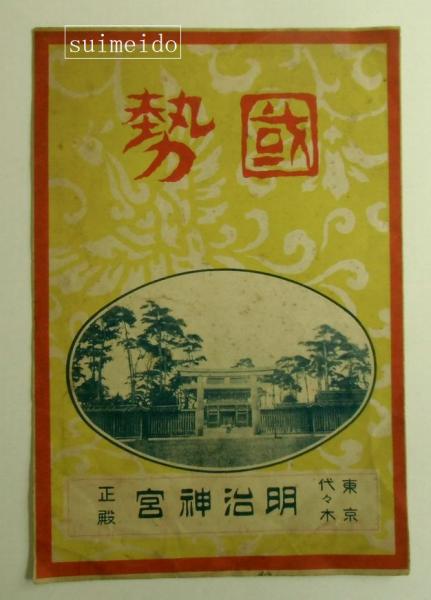 suimeido
國勢
東京
代々木
明治神宮
正殿